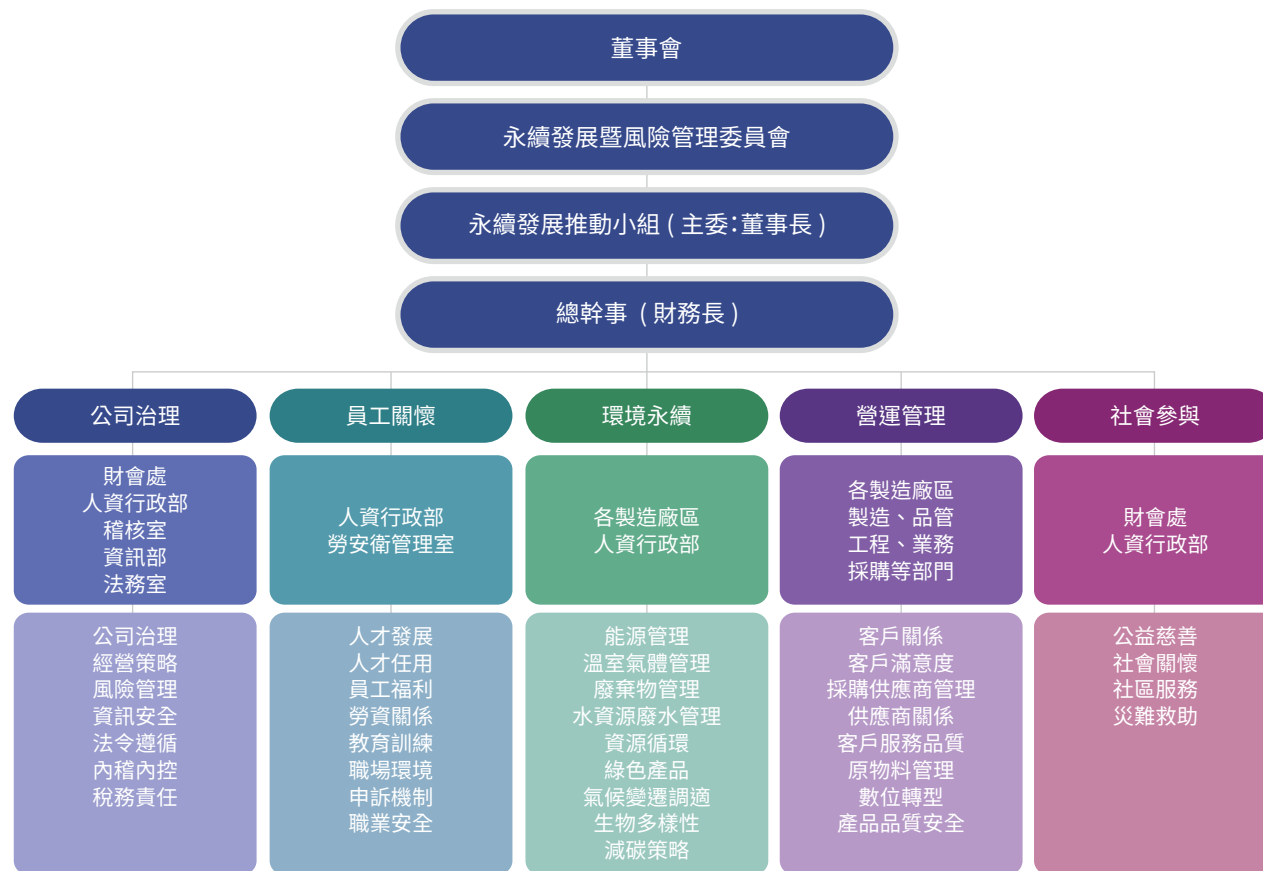 董事會
永續發展暨風險管理委員會
永續發展推動小組 ( 主委：董事長 )
總幹事 ( 財務長 )
公司治理
財會處
人資行政部
稽核室
資訊部
法務室
公司治理
經營策略
風險管理
資訊安全
法令遵循
內稽內控
稅務責任
員工關懷
人資行政部
勞安衛管理室
人才發展
人才任用
員工福利
勞資關係
教育訓練
職場環境
申訴機制
職業安全
環境永續
各製造廠區
人資行政部
能源管理
溫室氣體管理
廢棄物管理
水資源廢水管理
資源循環
綠色產品
氣候變遷調適
生物多樣性
減碳策略
營運管理
各製造廠區
製造、品管
工程、業務
採購等部門
客戶關係
客戶滿意度
採購供應商管理
供應商關係
客戶服務品質
原物料管理
數位轉型
產品品質安全
社會參與
財會處
人資行政部
公益慈善
社會關懷
社區服務
災難救助